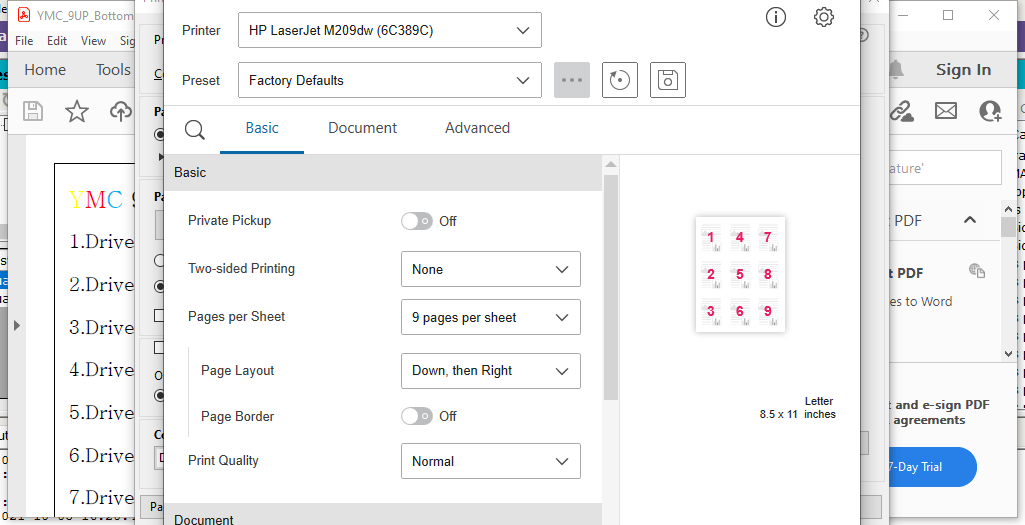 YMC_9UP_Bottom
File Edit View Sig
Home Tools
Sign In
Printer HP LaserJet M209dw (6C389C)
Preset Factory Defaults
Basic Document Advanced
Basic
Private Pickup Off
Two-sided Printing None
Pages per Sheet 9 pages per sheet
Page Layout Down, then Right
Page Border Off
Print Quality Normal
Document
1 4 7
2 5 8
3 6 9
Letter
8.5 x 11 inches
YMC 9
1.Drive
2.Drive
3.Drive
4.Drive
5.Drive
6.Drive
7.Drive
Pa
ature'
PDF
t PDF
es to Word
t and e-sign PDF
agreements
7-Day Trial